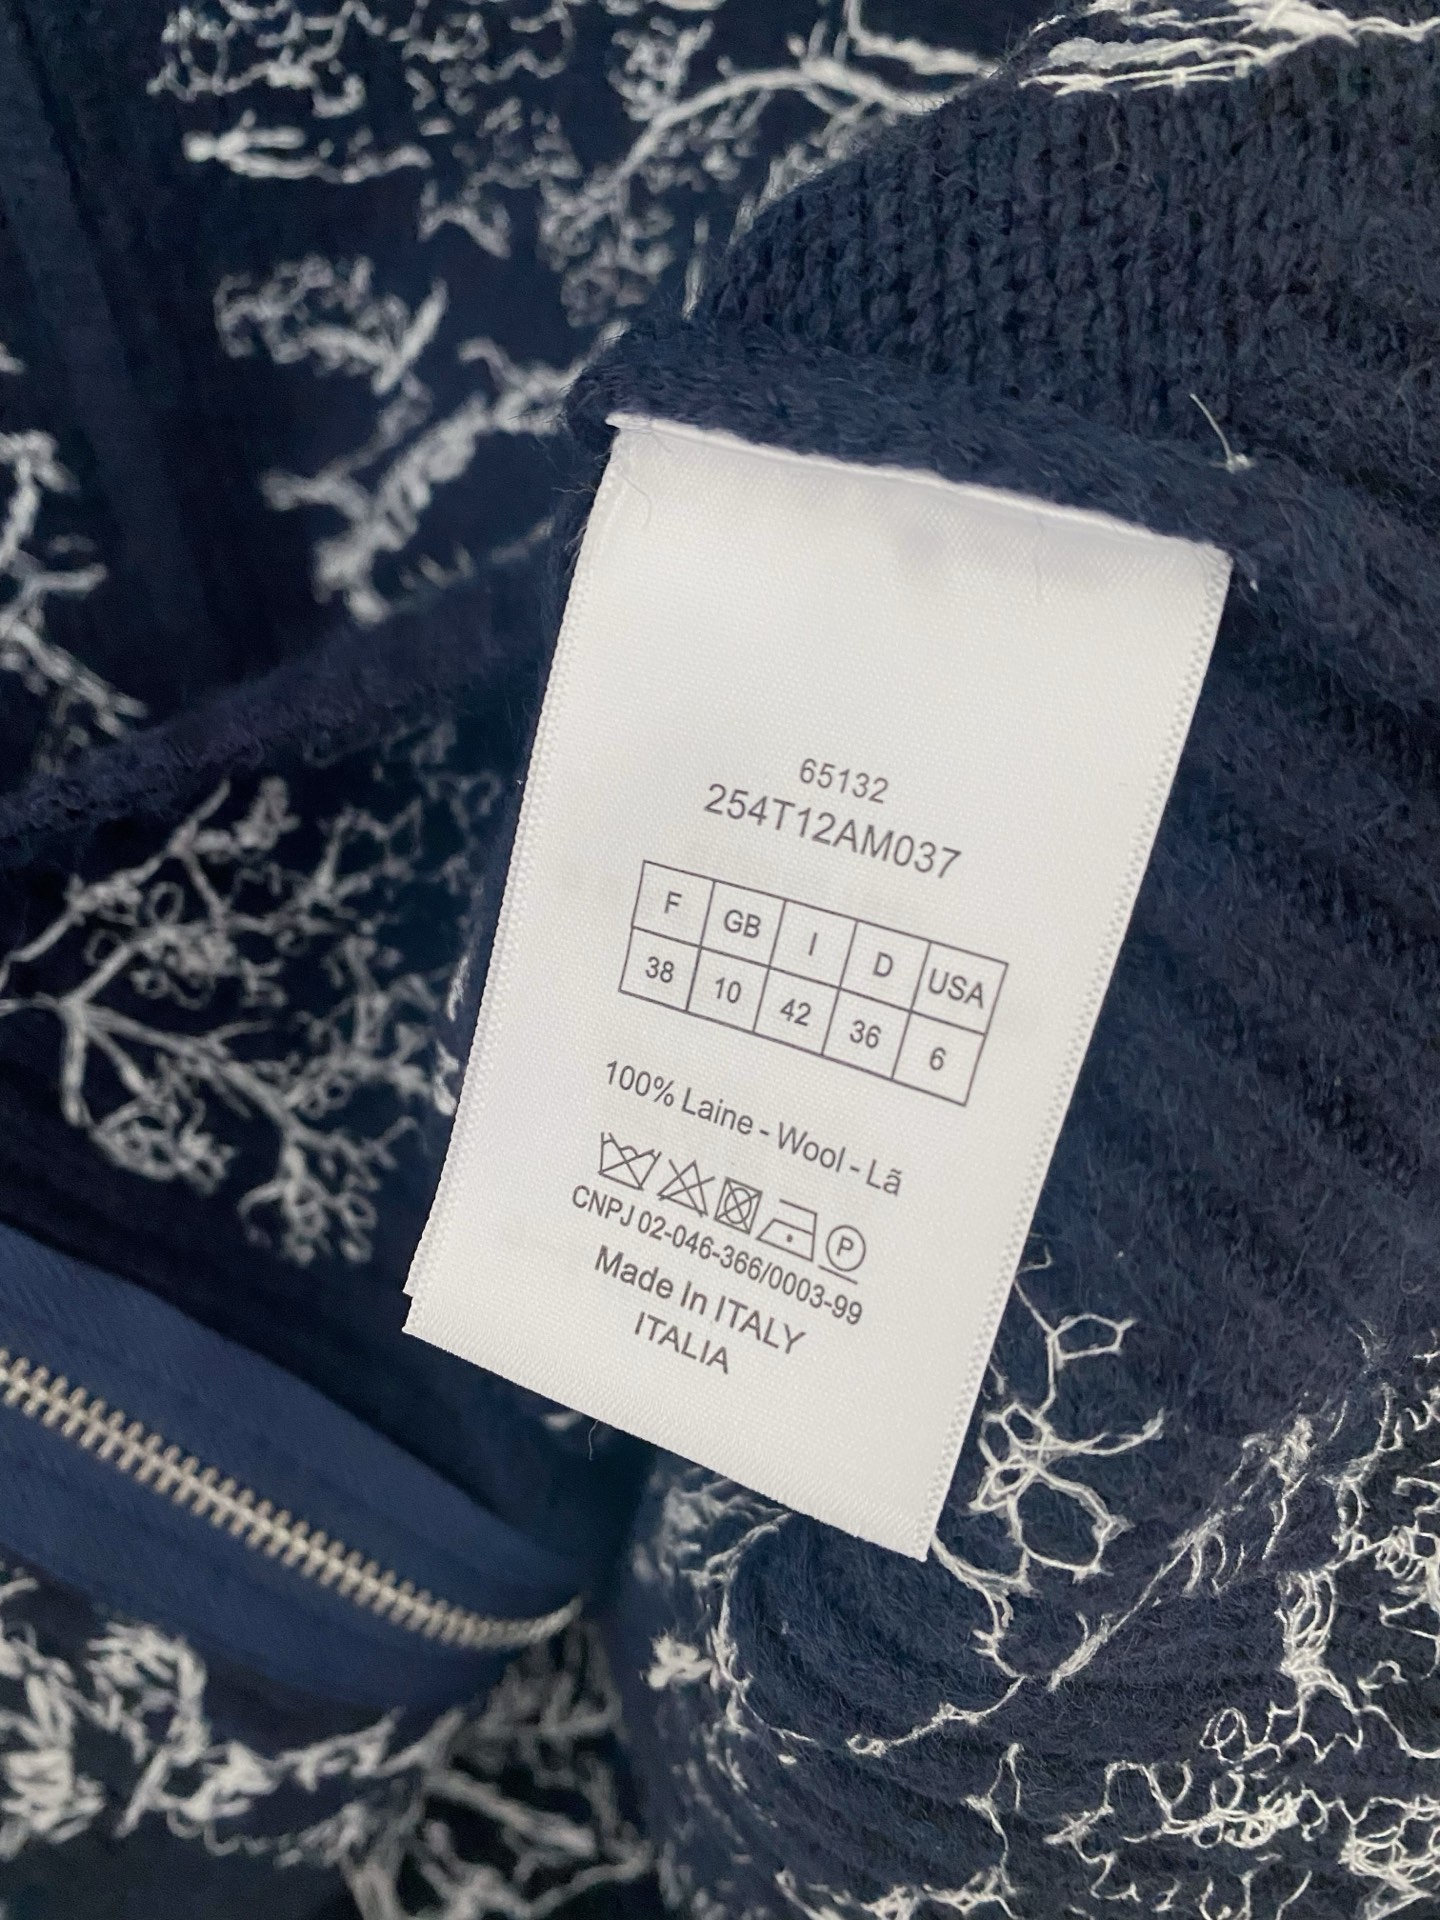 65132
254T12AM037
F GB I D USA
38 10 42 36 6
100% Laine - Wool - Lã
P
CNPJ 02-046-366/0003-99
Made In ITALY
ITALIA